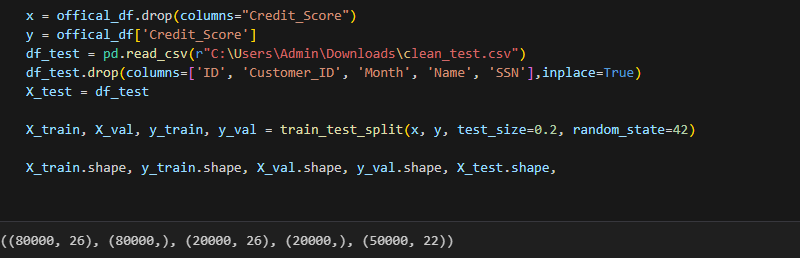 x = offical_df.drop(columns="Credit_Score")
y = offical_df['Credit_Score']
df_test = pd.read_csv(r"C:\Users\Admin\Downloads\clean_test.csv")
df_test.drop(columns=['ID', 'Customer_ID', 'Month', 'Name', 'SSN'],inplace=True)
X_test = df_test
X_train, X_val, y_train, y_val = train_test_split(x, y, test_size=0.2, random_state=42)
X_train.shape, y_train.shape, X_val.shape, y_val.shape, X_test.shape,
((80000, 26), (80000,), (20000, 26), (20000,), (50000, 22))